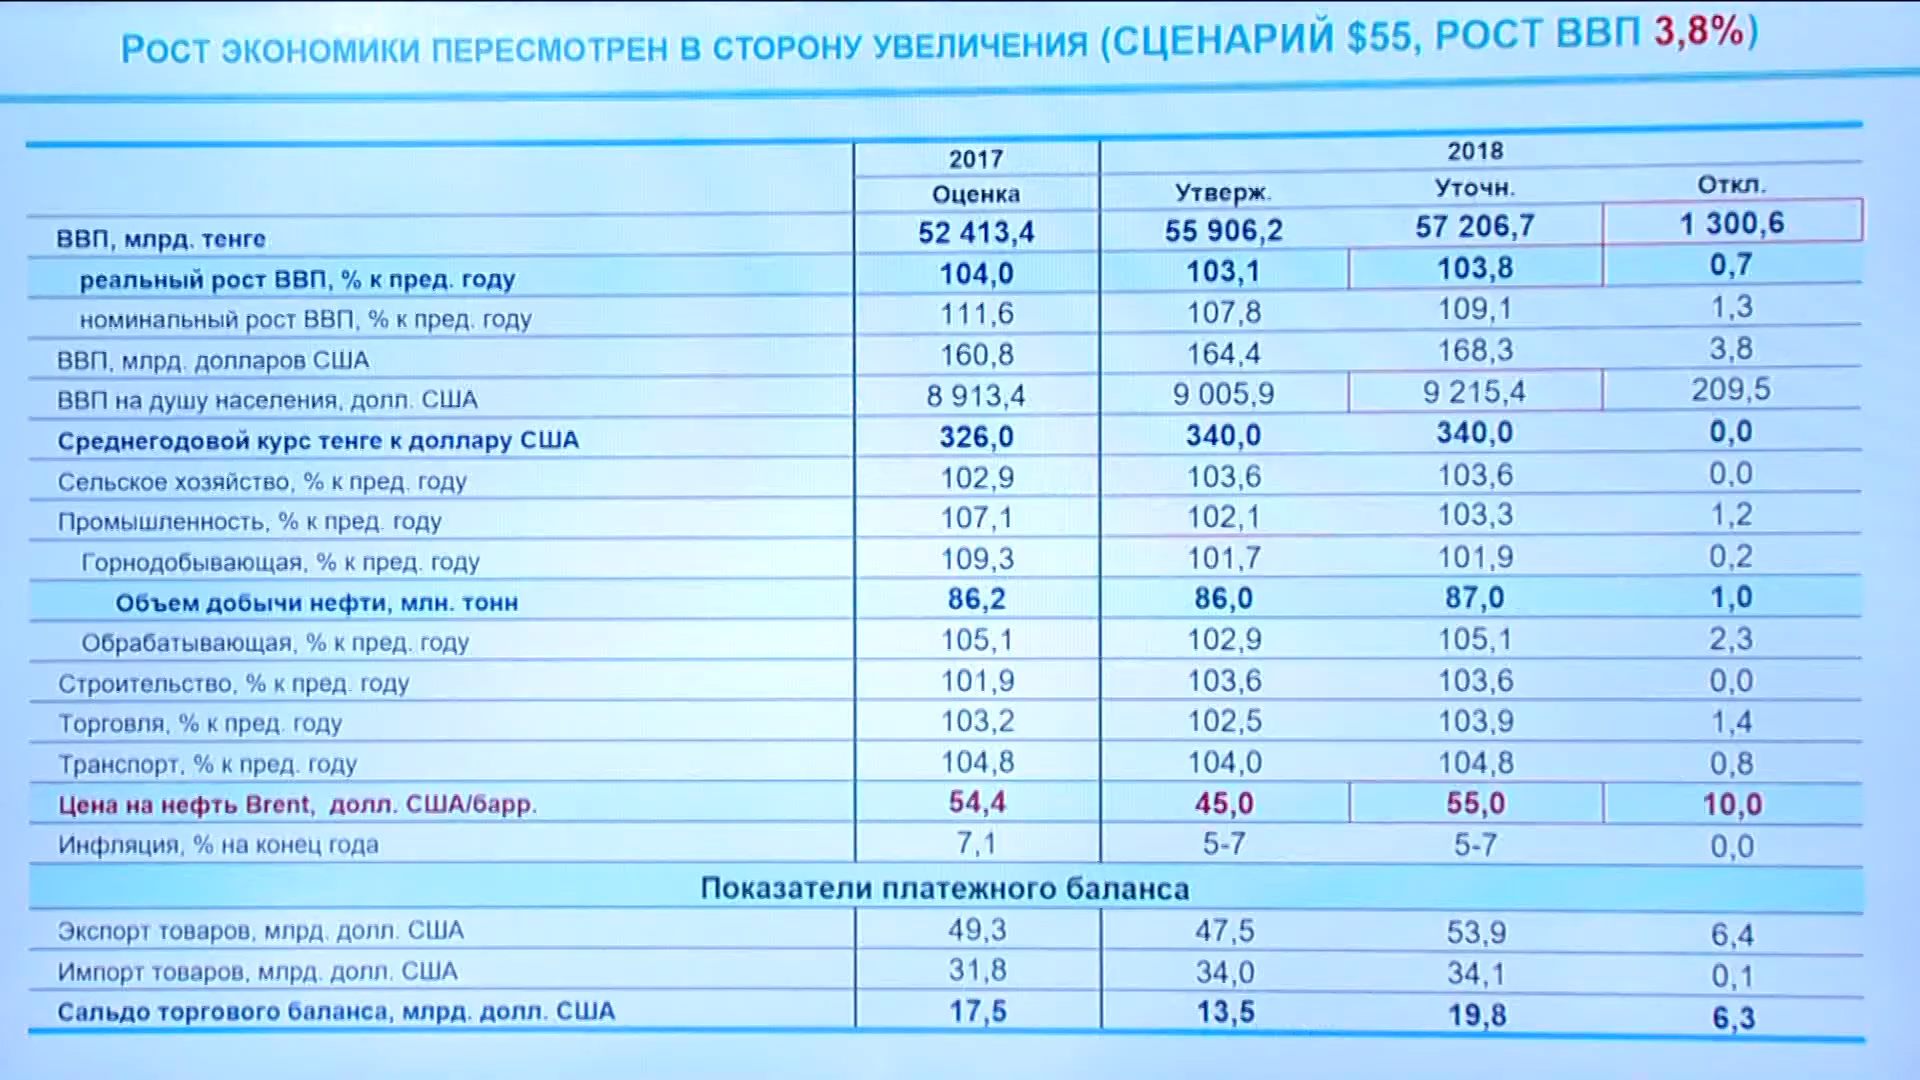 РОСТ ЭКОНОМИКИ ПЕРЕСМОТРЕН В СТОРОНУ УВЕЛИЧЕНИЯ (СЦЕНАРИЙ $55, РОСТ ВВП 3,8%)
2017 2018
Оценка Утверж. Уточн. Откл.
ВВП, млрд. тенге 52 413,4 55 906,2 57 206,7 1 300,6
реальный рост ВВП, % к пред. году 104,0 103,1 103,8 0,7
номинальный рост ВВП, % к пред. году 111,6 107,8 109,1 1,3
ВВП, млрд. долларов США 160,8 164,4 168,3 3,8
ВВП на душу населения, долл. США 8 913,4 9 005,9 9 215,4 209,5
Среднегодовой курс тенге к доллару США 326,0 340,0 340,0 0,0
Сельское хозяйство, % к пред. году 102,9 103,6 103,6 0,0
Промышленность, % к пред. году 107,1 102,1 103,3 1,2
Горнодобывающая, % к пред. году 109,3 101,7 101,9 0,2
Объем добычи нефти, млн. тонн 86,2 86,0 87,0 1,0
Обрабатывающая, % к пред. году 105,1 102,9 105,1 2,3
Строительство, % к пред. году 101,9 103,6 103,6 0,0
Торговля, % к пред. году 103,2 102,5 103,9 1,4
Транспорт, % к пред. году 104,8 104,0 104,8 0,8
Цена на нефть Brent, долл. США/барр. 54,4 45,0 55,0 10,0
Инфляция, % на конец года 7,1 5-7 5-7 0,0
Показатели платежного баланса
Экспорт товаров, млрд. долл. США 49,3 47,5 53,9 6,4
Импорт товаров, млрд. долл. США 31,8 34,0 34,1 0,1
Сальдо торгового баланса, млрд. долл. США 17,5 13,5 19,8 6,3